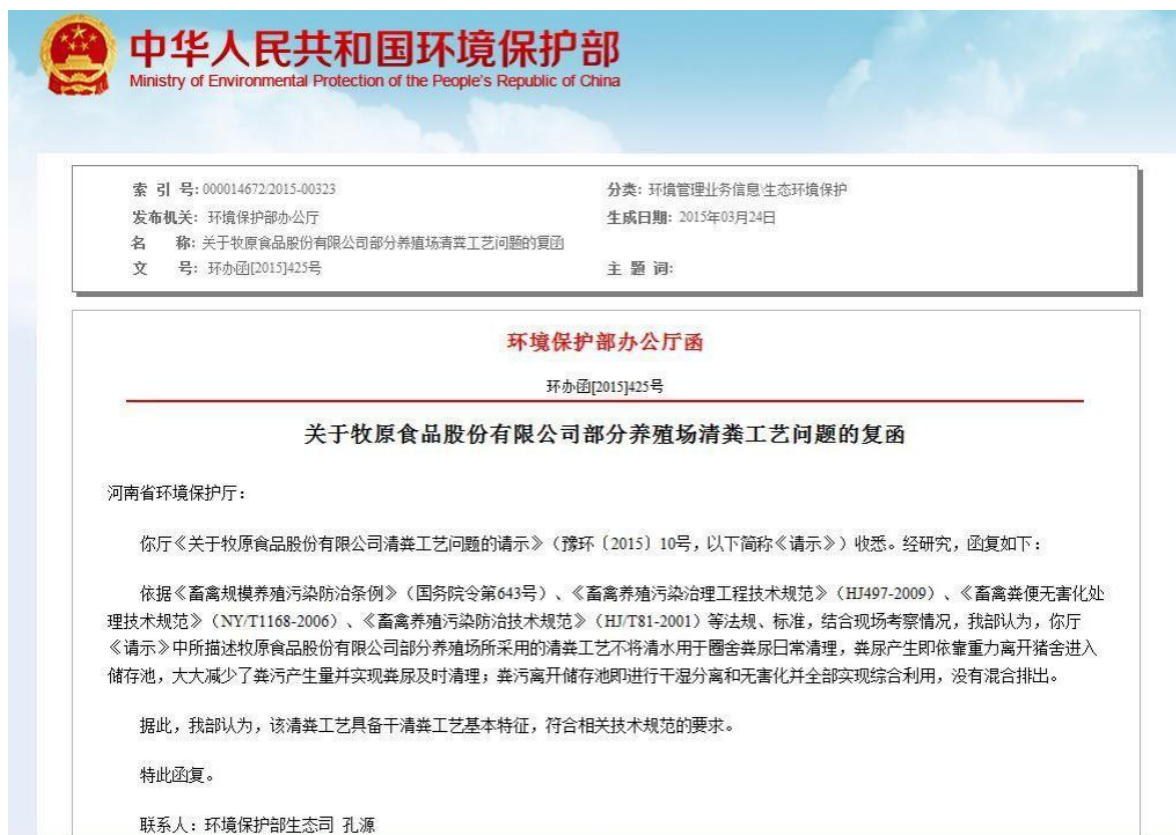 中华人民共和国环境保护部
Ministry of Environmental Protection of the People's Republic of China
索 引 号: 000014672/2015-00323 分类: 环境管理业务信息\生态环境保护
发布机关: 环境保护部办公厅 生成日期: 2015年03月24日
名 称: 关于牧原食品股份有限公司部分养殖场清粪工艺问题的复函
文 号: 环办函[2015]425号 主 题 词:
环境保护部办公厅函
环办函[2015]425号
关于牧原食品股份有限公司部分养殖场清粪工艺问题的复函
河南省环境保护厅：
你厅《关于牧原食品股份有限公司清粪工艺问题的请示》（豫环〔2015〕10号，以下简称《请示》）收悉。经研究，函复如下：
依据《畜禽规模养殖污染防治条例》（国务院令第643号）、《畜禽养殖污染治理工程技术规范》（HJ497-2009）、《畜禽粪便无害化处
理技术规范》（NY/T1168-2006）、《畜禽养殖污染防治技术规范》（HJ/T81-2001）等法规、标准，结合现场考察情况，我部认为，你厅
《请示》中所描述牧原食品股份有限公司部分养殖场所采用的清粪工艺不将清水用于圈舍粪尿日常清理，粪尿产生即依靠重力离开猪舍进入
储存池，大大减少了粪污产生量并实现粪尿及时清理；粪污离开储存池即进行干湿分离和无害化并全部实现综合利用，没有混合排出。
据此，我部认为，该清粪工艺具备干清粪工艺基本特征，符合相关技术规范的要求。
特此函复。
联系人：环境保护部生态司 孔源